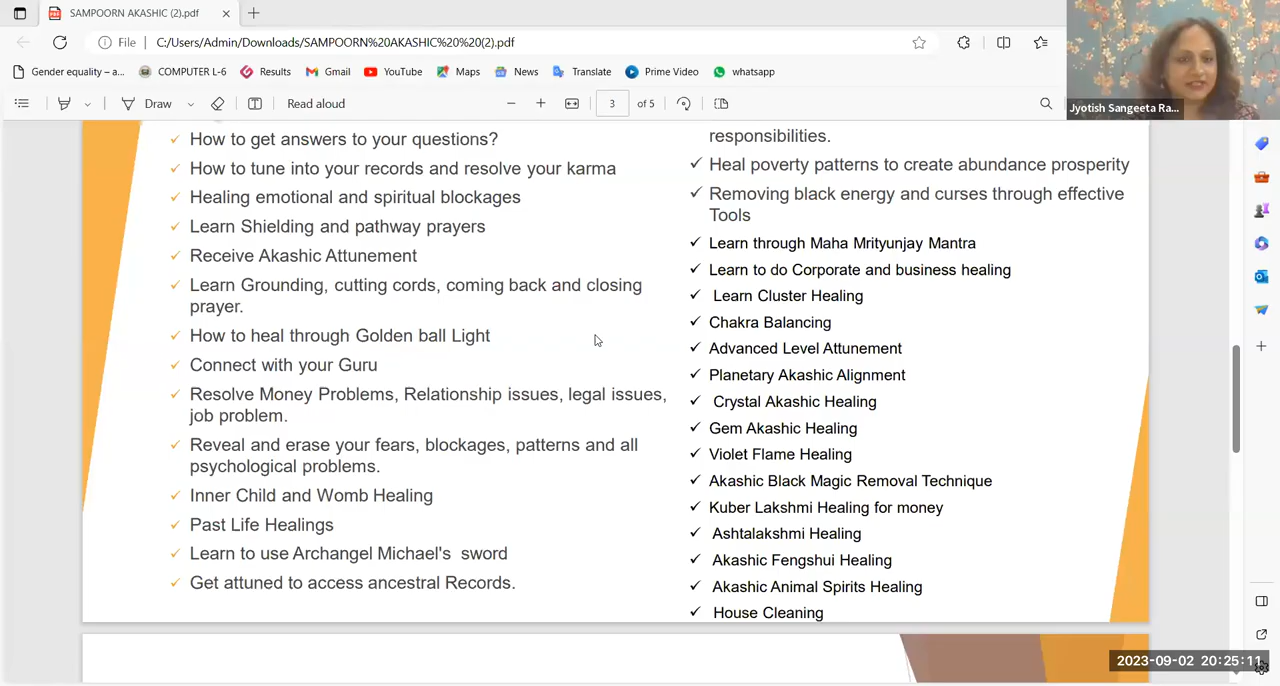 SAMPOORN AKASHIC (2).pdf
File
C:/Users/Admin/Downloads/SAMPOORN%20AKASHIC%20%20(2).pdf
Gender equality – a...
COMPUTER L-6
Results
Gmail
YouTube
Maps
News
Translate
Prime Video
whatsapp
Draw
Read aloud
3 of 5
Jyotish Sangeeta Ra...
How to get answers to your questions?
How to tune into your records and resolve your karma
Healing emotional and spiritual blockages
Learn Shielding and pathway prayers
Receive Akashic Attunement
Learn Grounding, cutting cords, coming back and closing
prayer.
How to heal through Golden ball Light
Connect with your Guru
Resolve Money Problems, Relationship issues, legal issues,
job problem.
Reveal and erase your fears, blockages, patterns and all
psychological problems.
Inner Child and Womb Healing
Past Life Healings
Learn to use Archangel Michael's sword
Get attuned to access ancestral Records.
responsibilities.
Heal poverty patterns to create abundance prosperity
Removing black energy and curses through effective
Tools
Learn through Maha Mrityunjay Mantra
Learn to do Corporate and business healing
Learn Cluster Healing
Chakra Balancing
Advanced Level Attunement
Planetary Akashic Alignment
Crystal Akashic Healing
Gem Akashic Healing
Violet Flame Healing
Akashic Black Magic Removal Technique
Kuber Lakshmi Healing for money
Ashtalakshmi Healing
Akashic Fengshui Healing
Akashic Animal Spirits Healing
House Cleaning
2023-09-02 20:25:11